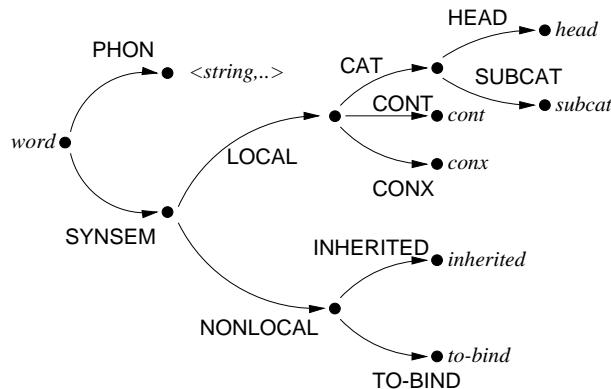 HEAD
head
PHON
CAT
<string,..>
SUBCAT
subcat
CONT
cont
word
LOCAL
conx
CONX
SYNSEM
INHERITED
inherited
NONLOCAL
to-bind
TO-BIND